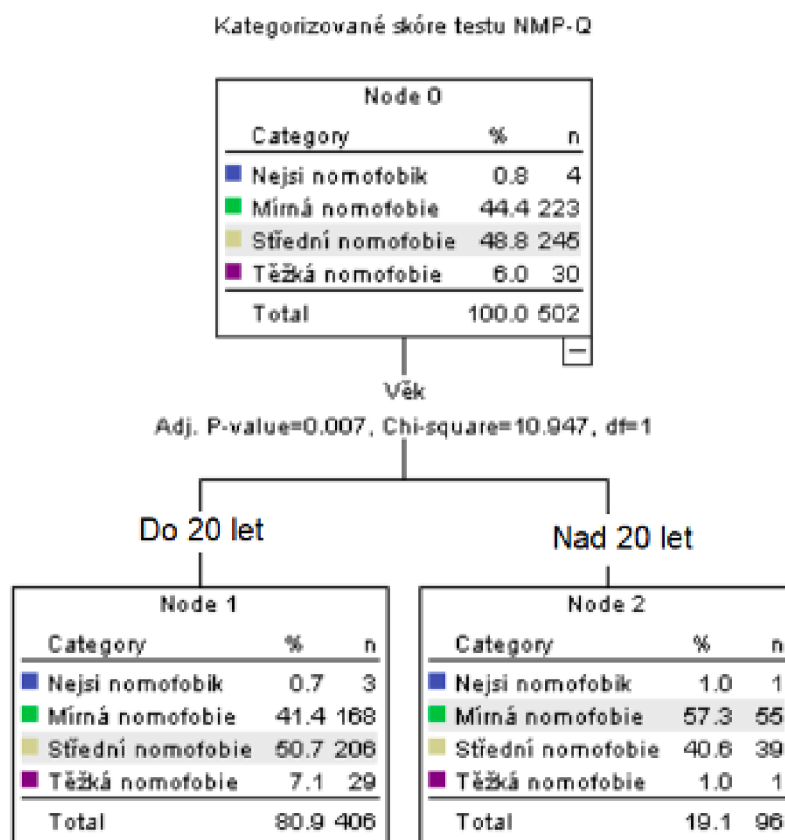 Kategorizované skóre testu NMP-Q
Node 0
Category % n
Nejsi nomofobik 0.8 4
Mírná nomofobie 44.4 223
Střední nomofobie 48.8 245
Těžká nomofobie 6.0 30
Total 100.0 502
Věk
Adj. P-value=0.007, Chi-square=10.947, df=1
Do 20 let
Nad 20 let
Node 1
Category % n
Nejsi nomofobik 0.7 3
Mírná nomofobie 41.4 168
Střední nomofobie 50.7 206
Těžká nomofobie 7.1 29
Total 80.9 406
Node 2
Category % n
Nejsi nomofobik 1.0 1
Mírná nomofobie 57.3 55
Střední nomofobie 40.6 39
Těžká nomofobie 1.0 1
Total 19.1 96